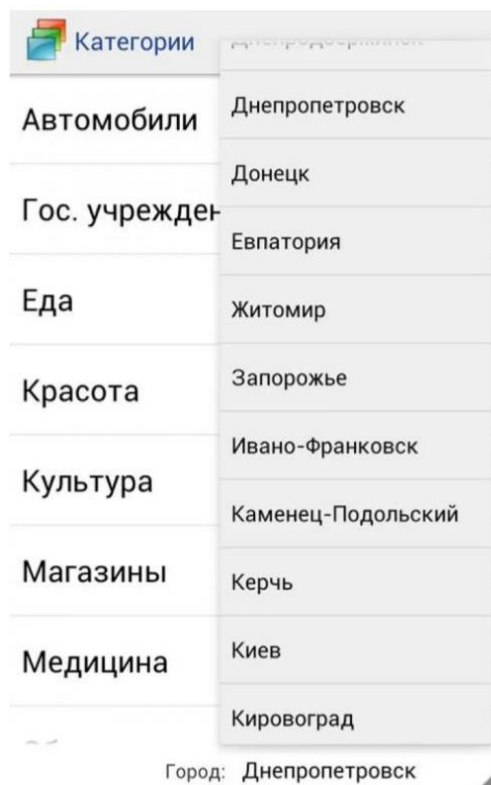 Категории
Автомобили
Гос. учрежден
Еда
Красота
Культура
Магазины
Медицина
Днепропетровск
Донецк
Евпатория
Житомир
Запорожье
Ивано-Франковск
Каменец-Подольский
Керчь
Киев
Кировоград
Город: Днепропетровск